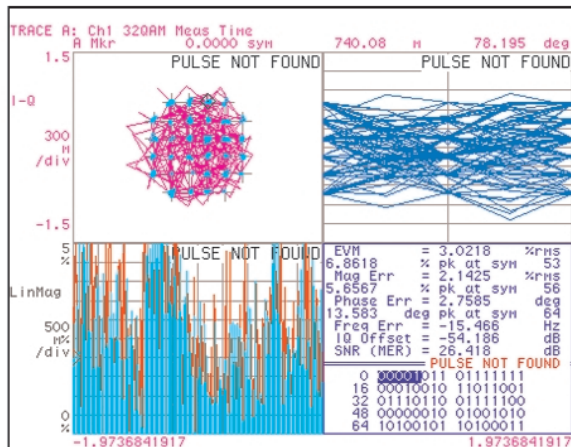 TRACE A: Ch1 32QAM Meas Time
A Mkr 0.0000 sym 740.08 m 78.195 deg
1.5
PULSE NOT FOUND
PULSE NOT FOUND
I-Q
300
m
/div
-1.5
5
%
PULSE NOT FOUND
LinMag
500
m%
/div
0
%
EVM = 3.0218 %rms
6.8618 % pk at sym 53
Mag Err = 2.1425 %rms
5.6567 % pk at sym 56
Phase Err = 2.7585 deg
13.583 deg pk at sym 64
Freq Err = -15.466 Hz
IQ Offset = -54.186 dB
SNR (MER) = 26.418 dB
PULSE NOT FOUND
0 00001011 01111111
16 00010010 11011001
32 01110110 01111100
48 00000010 01001010
64 10100101 10100011
-1.9736841917
1.9736841917